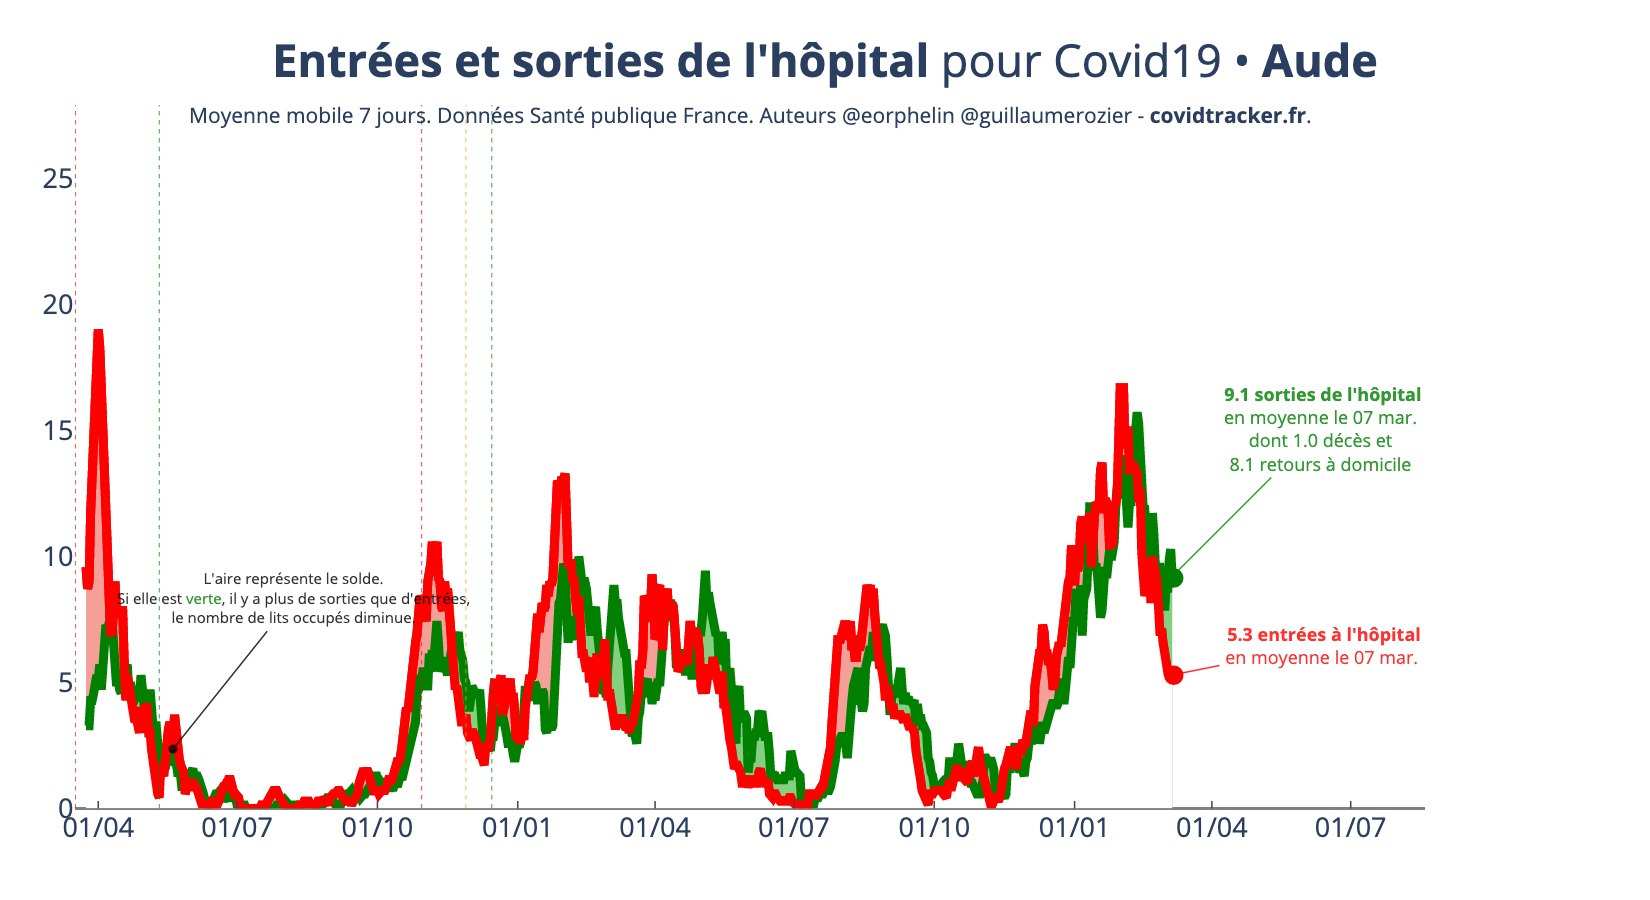 Entrées et sorties de l'hôpital pour Covid19 • Aude
Moyenne mobile 7 jours. Données Santé publique France. Auteurs @eorphelin @guillaumerozier - covidtracker.fr.
25
20
15
10
5
0
9.1 sorties de l'hôpital
en moyenne le 07 mar.
dont 1.0 décès et
8.1 retours à domicile
L'aire représente le solde.
Si elle est verte, il y a plus de sorties que d'entrées,
le nombre de lits occupés diminue.
5.3 entrées à l'hôpital
en moyenne le 07 mar.
01/04 01/07 01/10 01/01 01/04 01/07 01/10 01/01 01/04 01/07